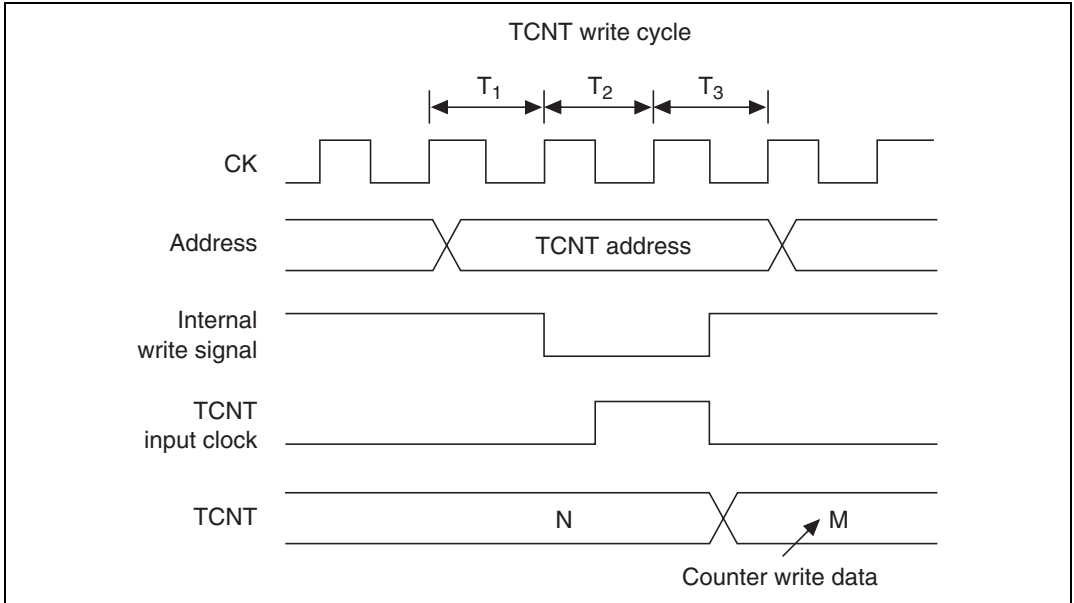 TCNT write cycle
T1 T2 T3
CK
Address
TCNT address
Internal
write signal
TCNT
input clock
TCNT
N
M
Counter write data